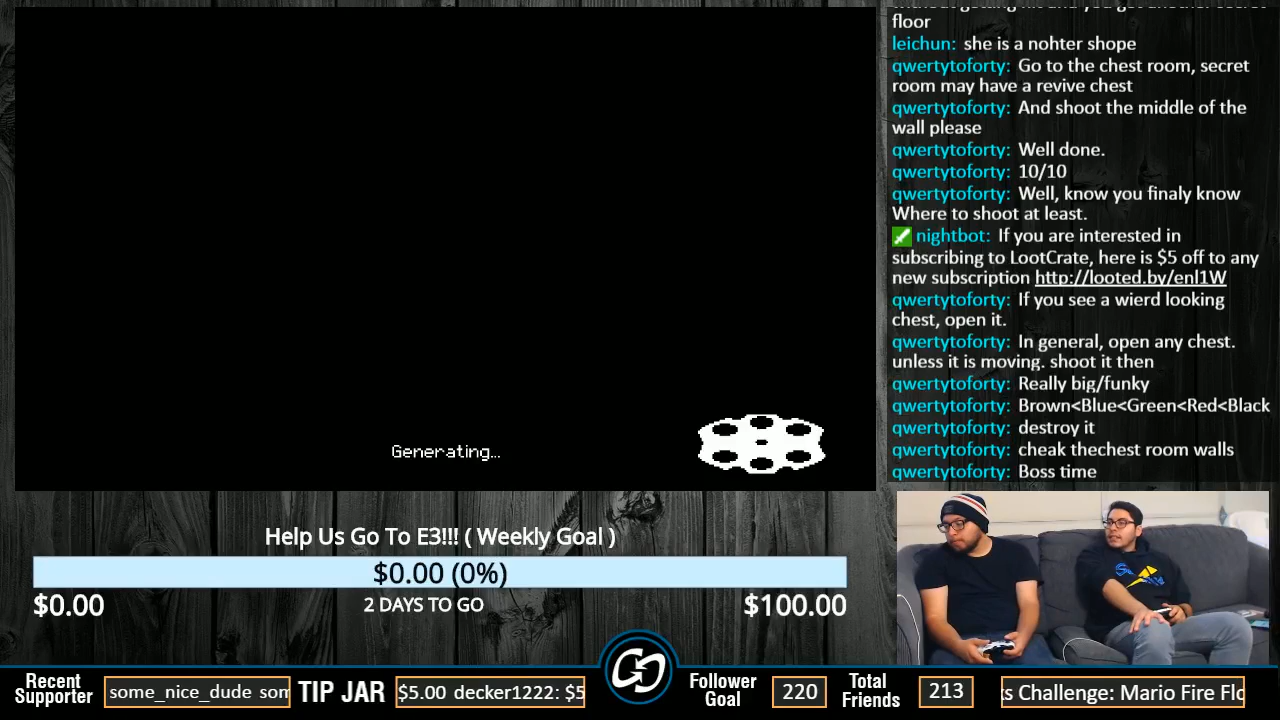 floor
leichun: she is a nohter shope
qwertytoforty: Go to the chest room, secret
room may have a revive chest
qwertytoforty: And shoot the middle of the
wall please
qwertytoforty: Well done.
qwertytoforty: 10/10
qwertytoforty: Well, know you finaly know
Where to shoot at least.
nightbot: If you are interested in
subscribing to LootCrate, here is $5 off to any
new subscription http://looted.by/enl1W
qwertytoforty: If you see a wierd looking
chest, open it.
qwertytoforty: In general, open any chest.
unless it is moving. shoot it then
qwertytoforty: Really big/funky
qwertytoforty: Brown<Blue<Green<Red<Black
qwertytoforty: destroy it
qwertytoforty: cheak thechest room walls
qwertytoforty: Boss time
Generating...
Help Us Go To E3!!! ( Weekly Goal )
$0.00 (0%)
$0.00 2 DAYS TO GO $100.00
Recent Supporter
some_nice_dude som
TIP JAR
$5.00 decker1222: $5
Follower Goal
220
Total Friends
213
s Challenge: Mario Fire Flo